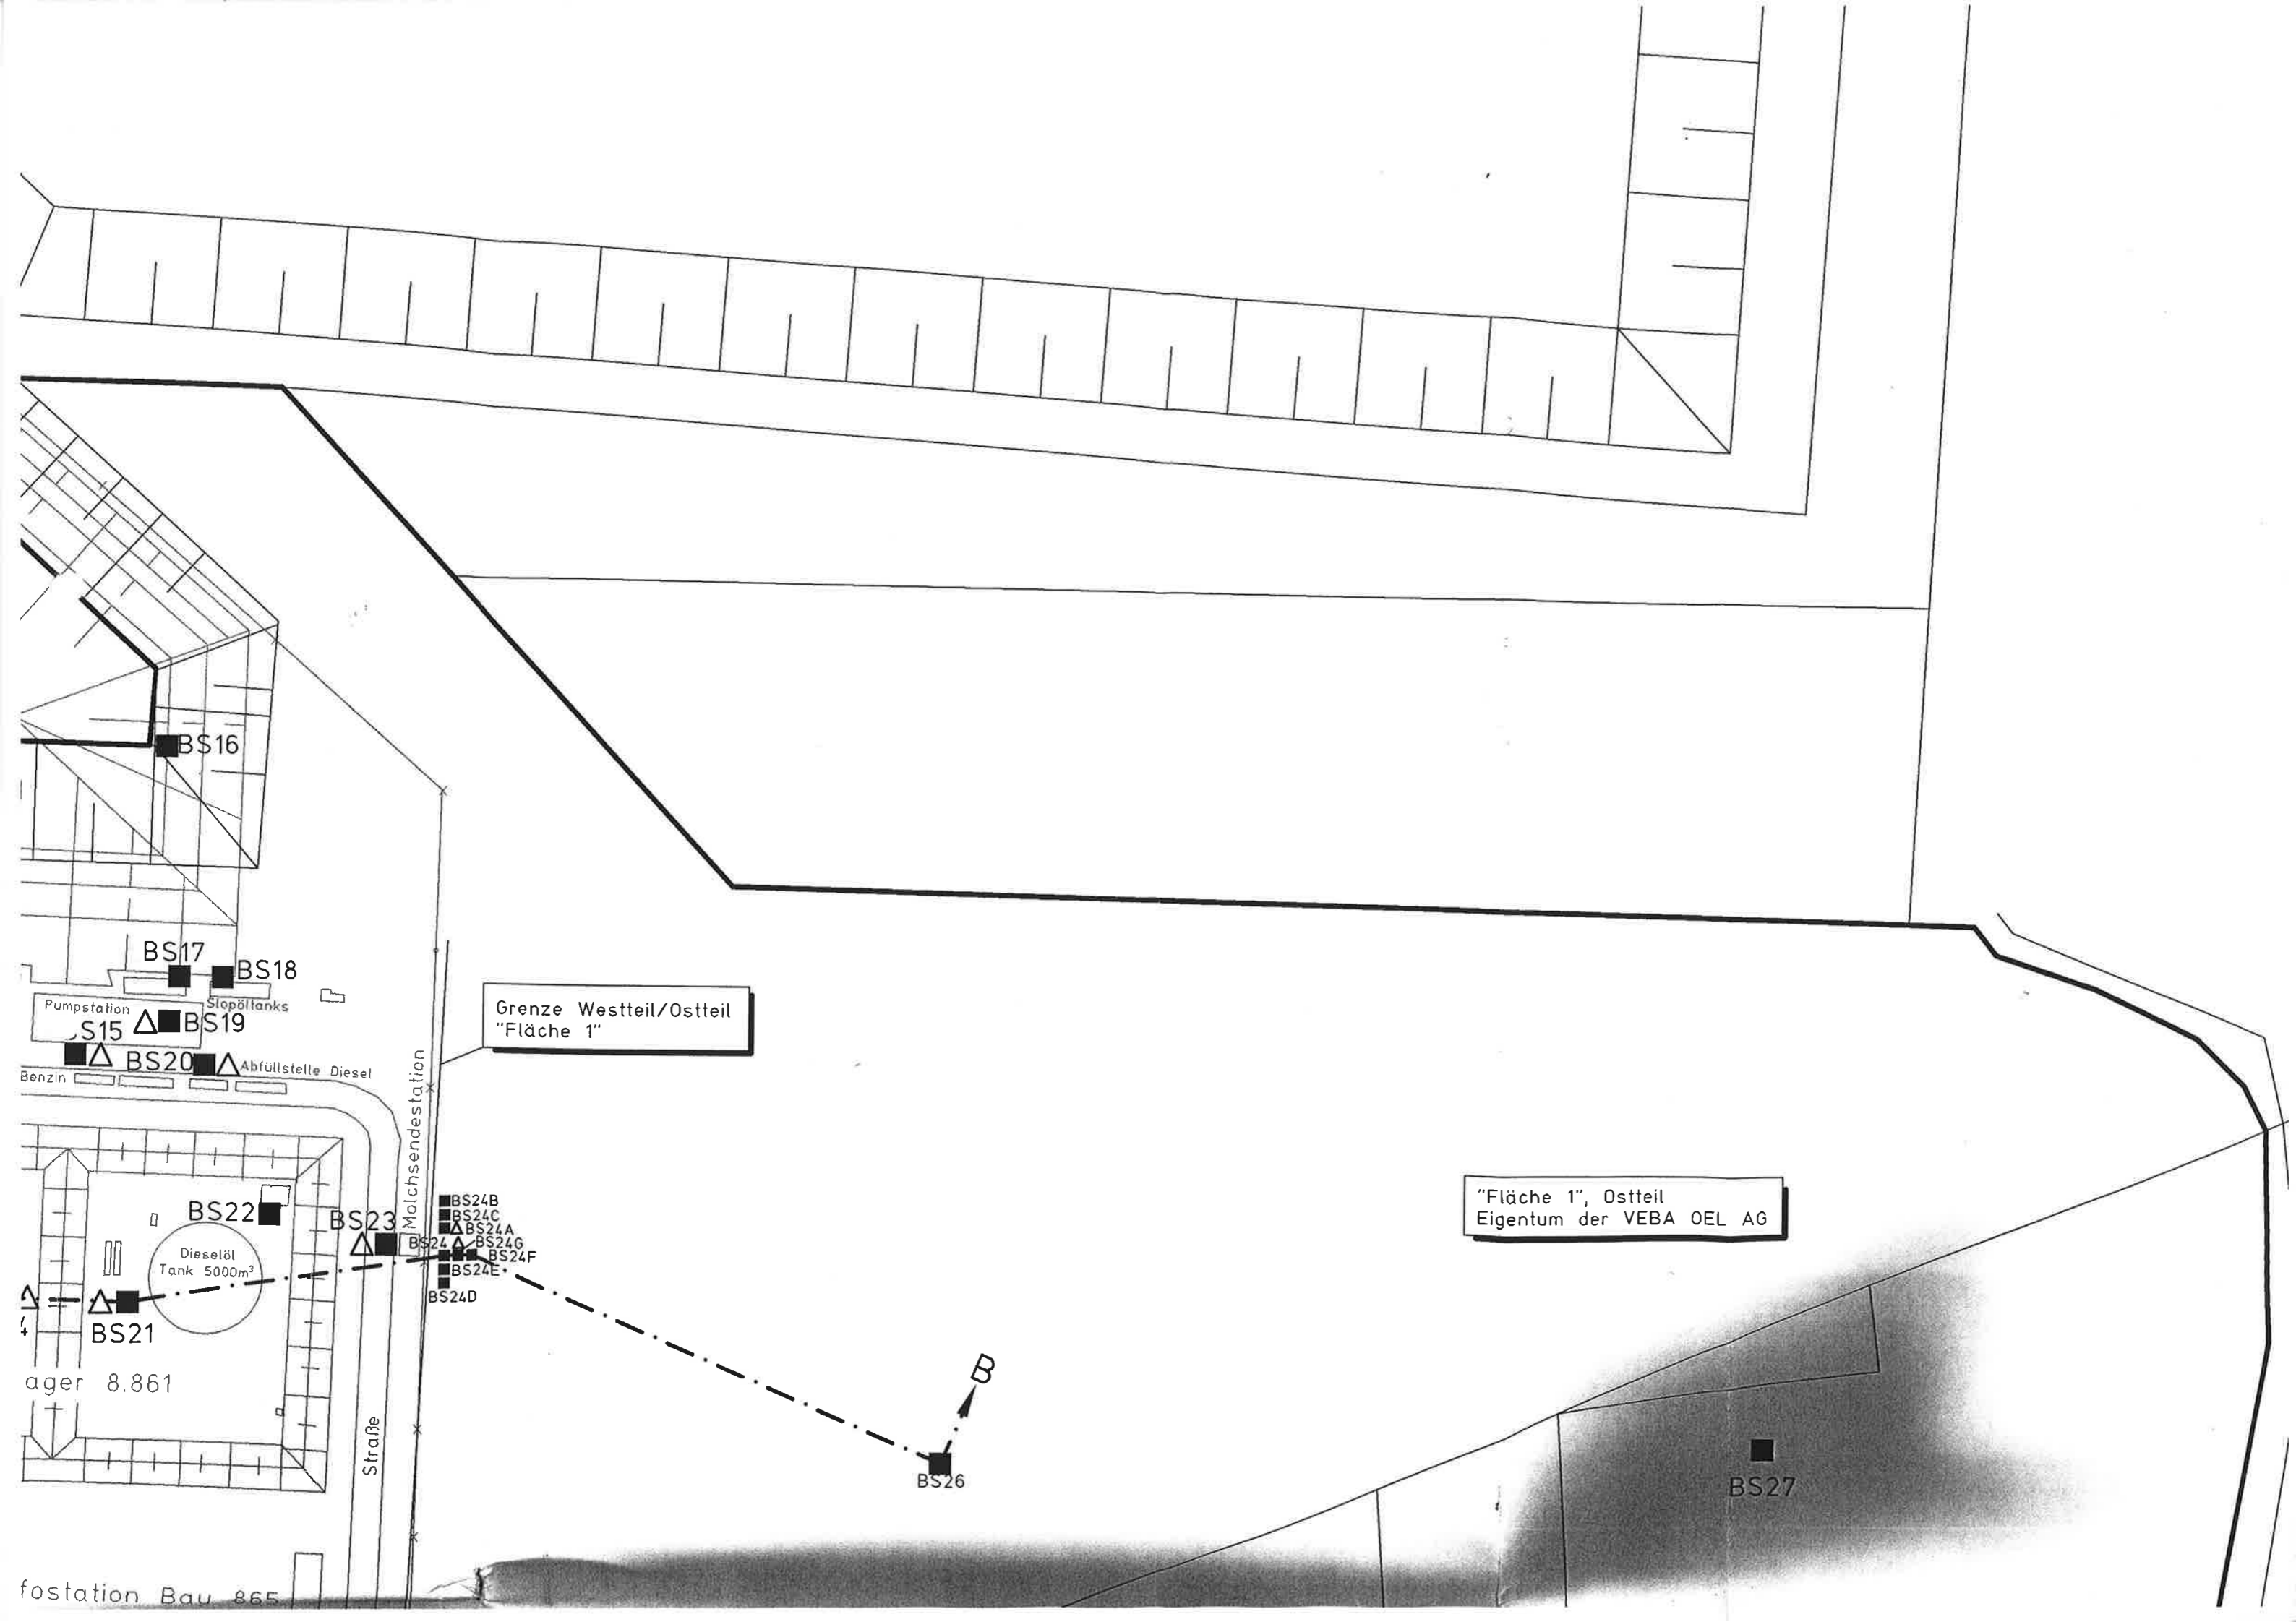 BS16
BS17
BS18
Slopöltanks
Pumpstation
BS19
S15
BS20
Abfüllstelle Diesel
Benzin
Molchsendestation
Grenze Westteil/Ostteil
"Fläche 1"
"Fläche 1", Ostteil
Eigentum der VEBA OEL AG
BS22
BS23
BS24B
BS24C
BS24A
BS24
BS24G
BS24F
BS24E
BS24D
Dieselöl
Tank 5000m³
BS21
4
ager 8.861
Straße
B
BS26
BS27
fostation Bau 865